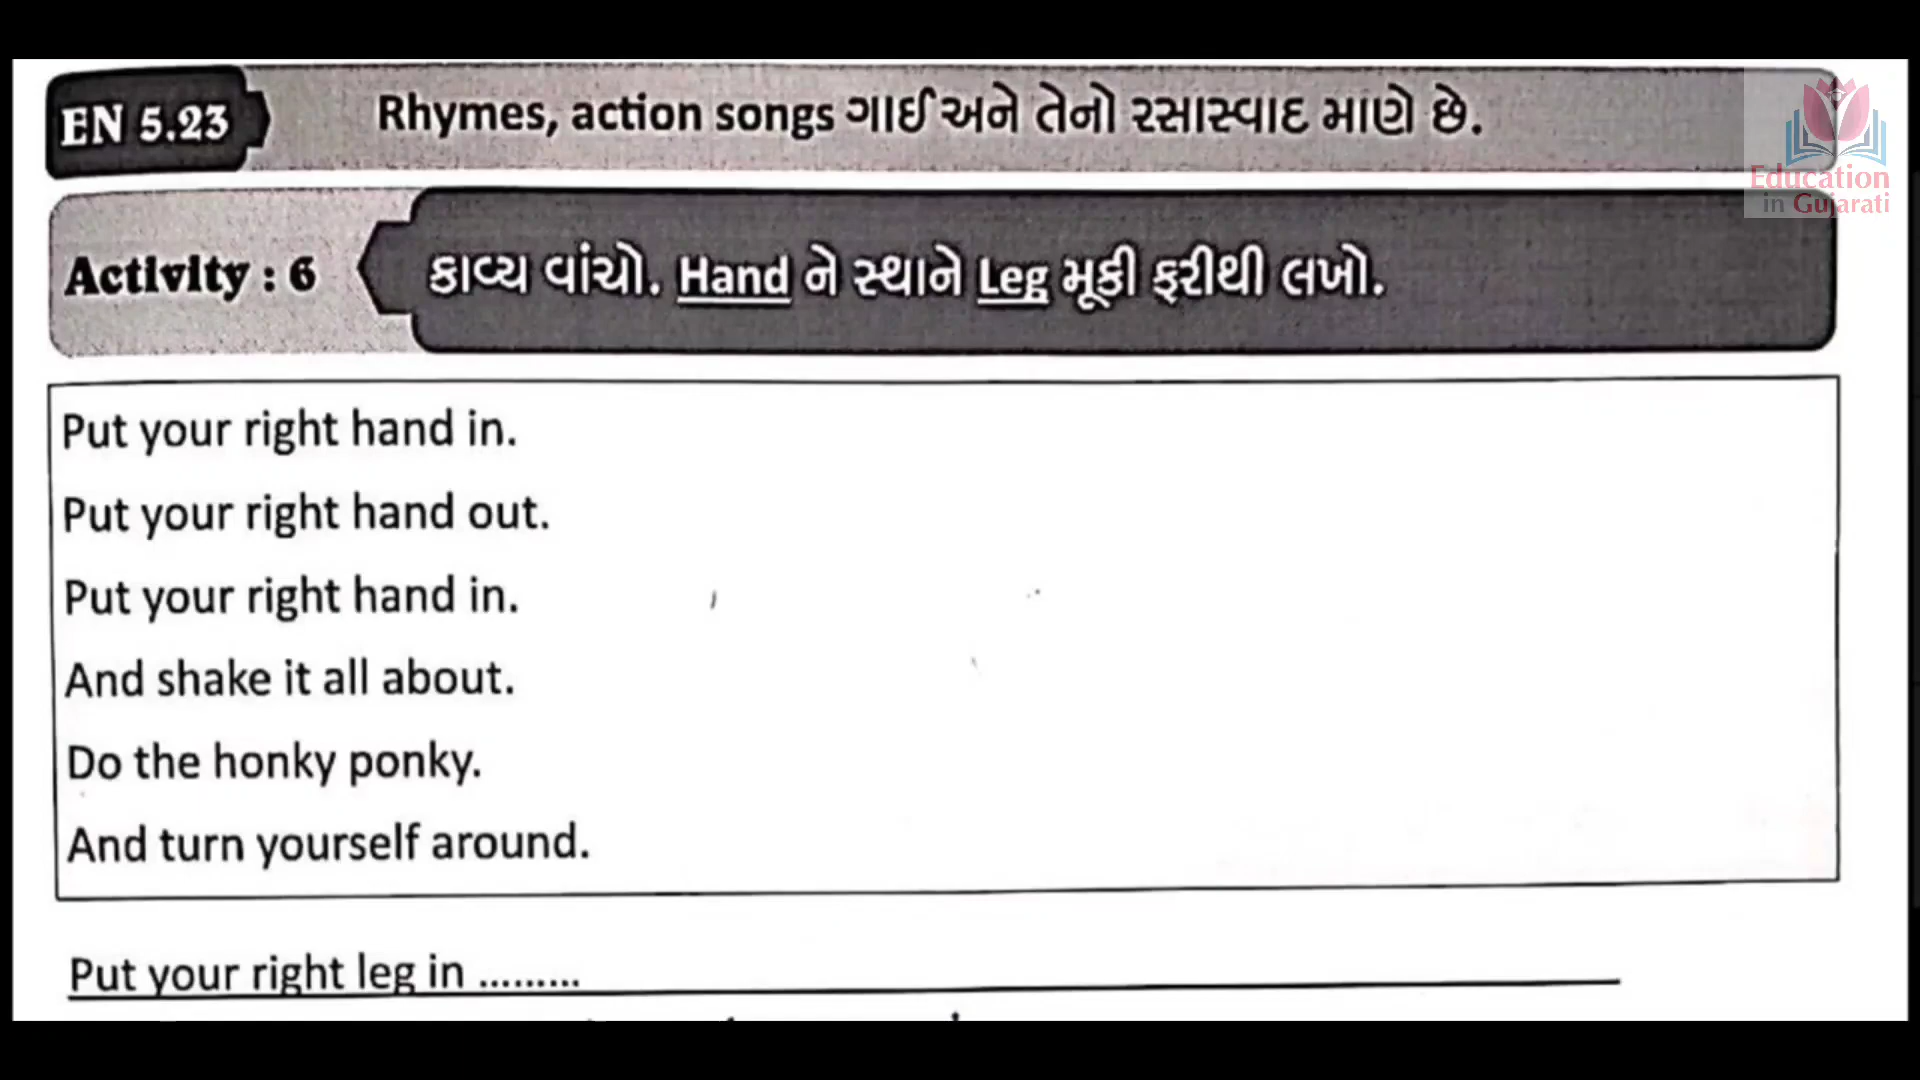 EN 5.23
Rhymes, action songs ગાઈ અને તેનો રસાસ્વાદ માણે છે.
Education
in Gujarati
Activity : 6
કાવ્ય વાંચો. Hand ને સ્થાને Leg મૂકી ફરીથી લખો.
Put your right hand in.
Put your right hand out.
Put your right hand in.
And shake it all about.
Do the honky ponky.
And turn yourself around.
Put your right leg in .........